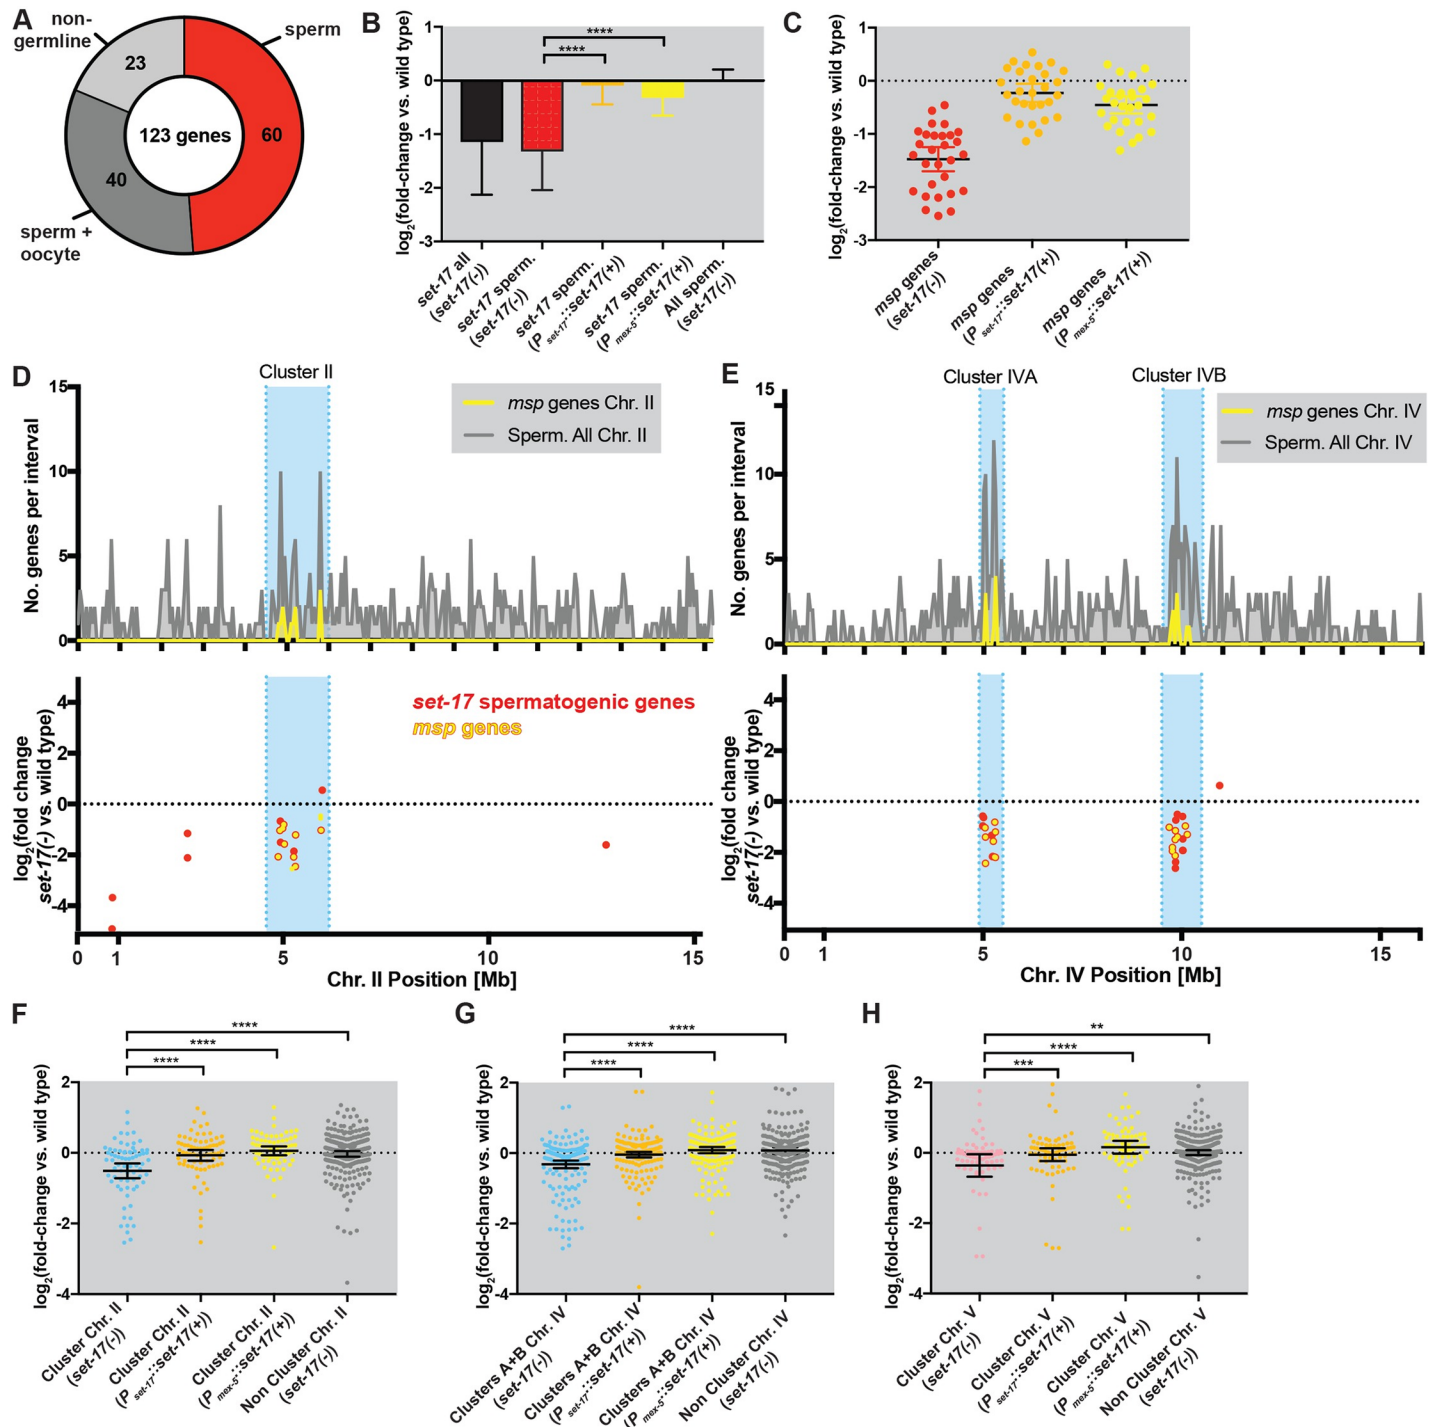 A
non-
germline
sperm
23
123 genes
60
40
sperm +
oocyte
B
log2(fold-change vs. wild type)
1
0
-1
-2
-3
****
****
set-17 all
(set-17(-))
set-17 sperm.
(set-17(-))
set-17 sperm.
(P set-17::set-17(+))
set-17 sperm.
(P mex-5::set-17(+))
All sperm.
(set-17(-))
C
log2(fold-change vs. wild type)
1
0
-1
-2
-3
msp genes
(set-17(-))
msp genes
(P set-17::set-17(+))
msp genes
(P mex-5::set-17(+))
D
Cluster II
No. genes per interval
15
10
5
0
msp genes Chr. II
Sperm. All Chr. II
log2(fold change
set-17(-) vs. wild type)
4
2
0
-2
-4
set-17 spermatogenic genes
msp genes
0 1 5 10 15
Chr. II Position [Mb]
E
Cluster IVA
Cluster IVB
No. genes per interval
15
10
5
0
msp genes Chr. IV
Sperm. All Chr. IV
log2(fold change
set-17(-) vs. wild type)
4
2
0
-2
-4
0 1 5 10 15
Chr. IV Position [Mb]
F
****
****
****
log2(fold-change vs. wild type)
2
0
-2
-4
Cluster Chr. II
(set-17(-))
Cluster Chr. II
(P set-17::set-17(+))
Cluster Chr. II
(P mex-5::set-17(+))
Non Cluster Chr. II
(set-17(-))
G
****
****
****
log2(fold-change vs. wild type)
2
0
-2
-4
Clusters A+B Chr. IV
(set-17(-))
Clusters A+B Chr. IV
(P set-17::set-17(+))
Clusters A+B Chr. IV
(P mex-5::set-17(+))
Non Cluster Chr. IV
(set-17(-))
H
**
****
***
log2(fold-change vs. wild type)
2
0
-2
-4
Cluster Chr. V
(set-17(-))
Cluster Chr. V
(P set-17::set-17(+))
Cluster Chr. V
(P mex-5::set-17(+))
Non Cluster Chr. V
(set-17(-))